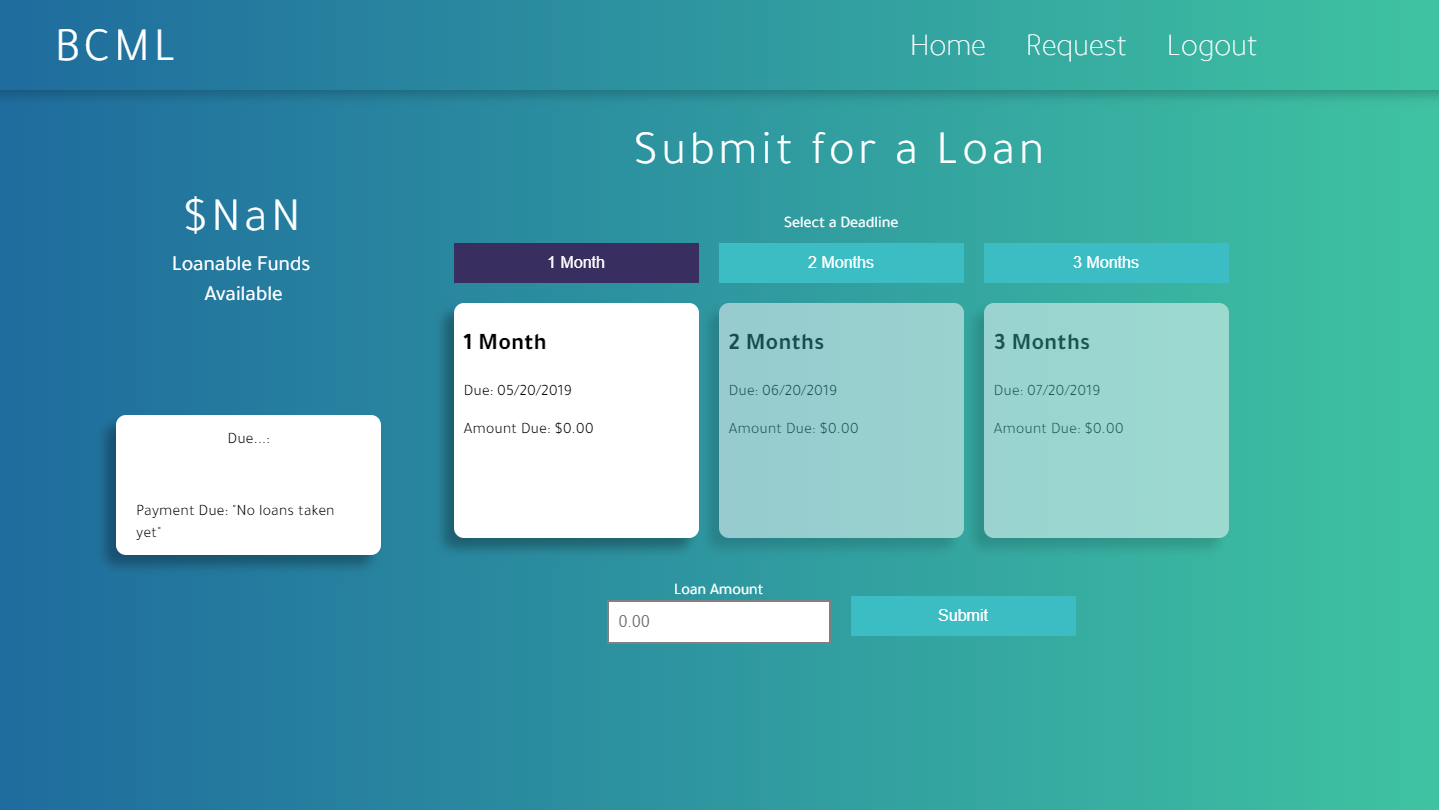 BCML
Home Request Logout
Submit for a Loan
$NaN
Loanable Funds
Available
Select a Deadline
1 Month 2 Months 3 Months
1 Month
Due: 05/20/2019
Amount Due: $0.00
2 Months
Due: 06/20/2019
Amount Due: $0.00
3 Months
Due: 07/20/2019
Amount Due: $0.00
Due...:
Payment Due: "No loans taken
yet"
Loan Amount
0.00
Submit